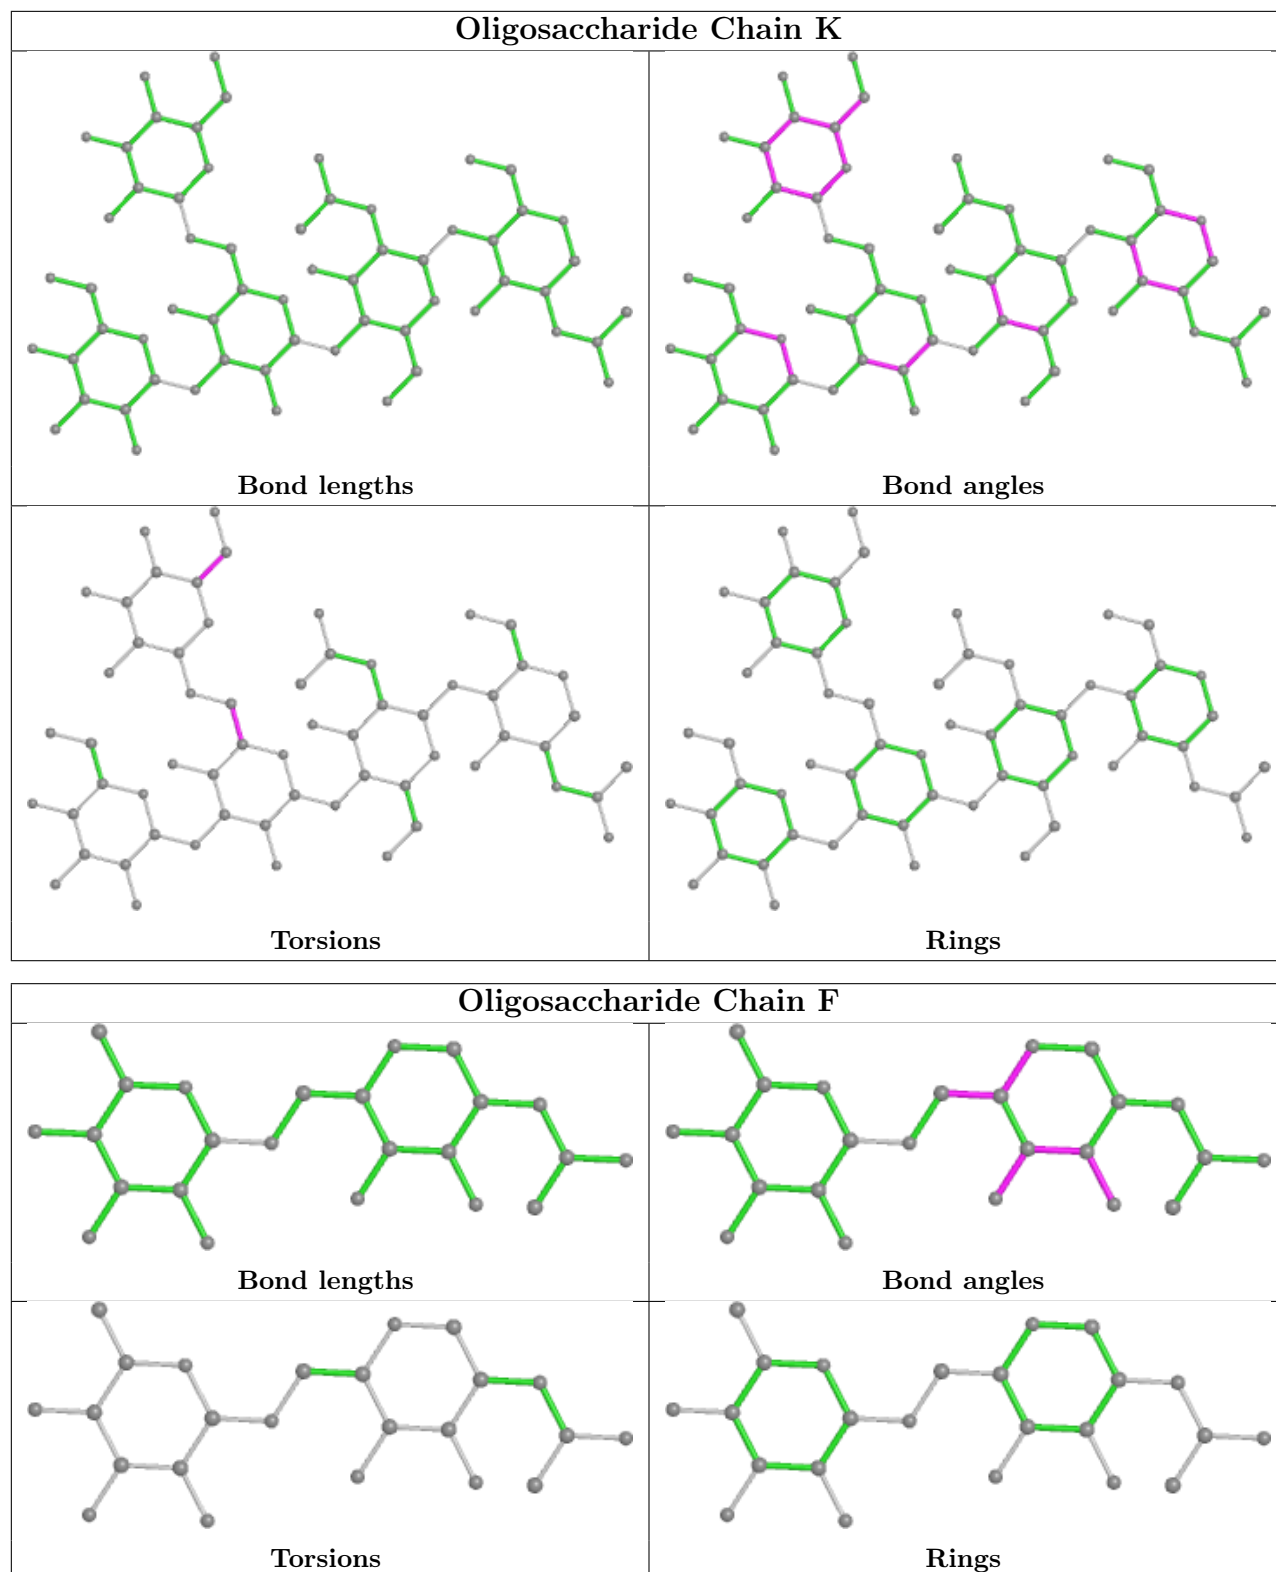 Oligosaccharide Chain K
Bond lengths
Bond angles
Torsions
Rings
Oligosaccharide Chain F
Bond lengths
Bond angles
Torsions
Rings